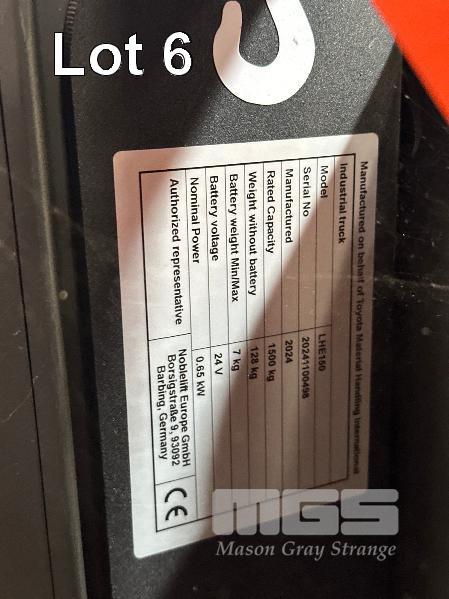 Lot 6
Manufactured on behalf of Toyota Material Handling International
Industrial truck
Model LHE150
Serial No 20241100498
Manufactured 2024
Rated Capacity 1500 kg
Weight without battery 128 kg
Battery weight Min/Max 7 kg
Battery voltage 24 V
Nominal Power 0,65 kW
Authorized representative Noblelift Europe GmbH
Borsigstraße 9, 93092
Barbing, Germany
CE
MGS
Mason Gray Strange